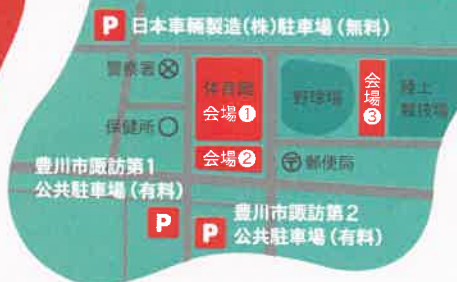 P 日本車輌製造(株)駐車場(無料)
警察署
体育館
会場❶
野球場
会場❸
陸上
競技場
保健所
会場❷
郵便局
豊川市諏訪第1
公共駐車場(有料)
P
P
豊川市諏訪第2
公共駐車場(有料)